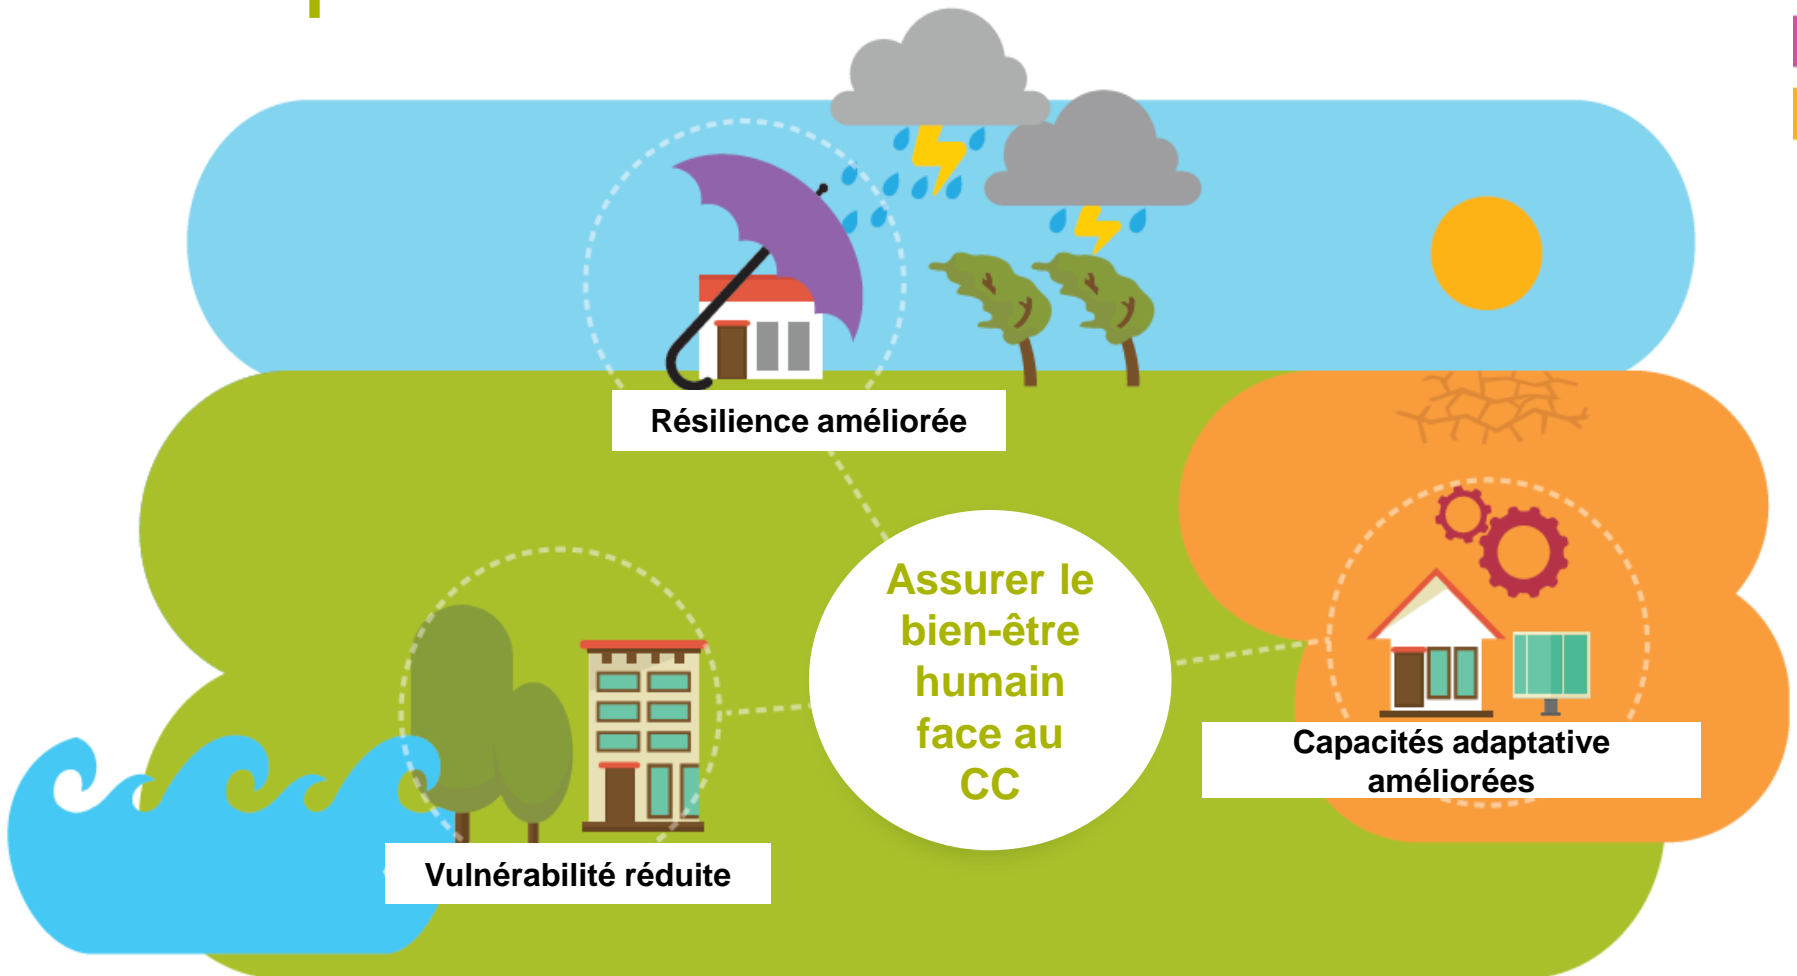 Résilience améliorée
Assurer le
bien-être
humain
face au
CC
Capacités adaptative
améliorées
Vulnérabilité réduite